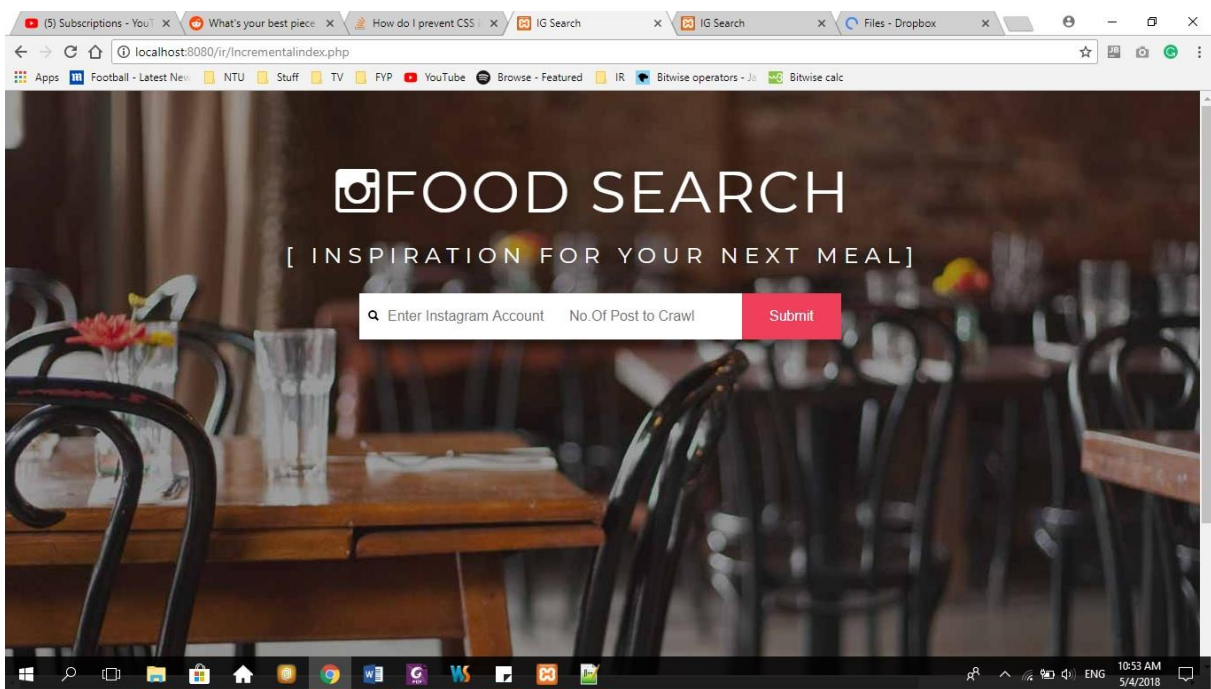 (5) Subscriptions - You
What's your best piece
How do I prevent CSS
IG Search
IG Search
Files - Dropbox
localhost:8080/ir/Incrementalindex.php
Apps
Football - Latest New
NTU
Stuff
TV
FYP
YouTube
Browse - Featured
IR
Bitwise operators - Ja
Bitwise calc
FOOD SEARCH
[ INSPIRATION FOR YOUR NEXT MEAL]
Enter Instagram Account
No.Of Post to Crawl
Submit
ENG
10:53 AM
5/4/2018